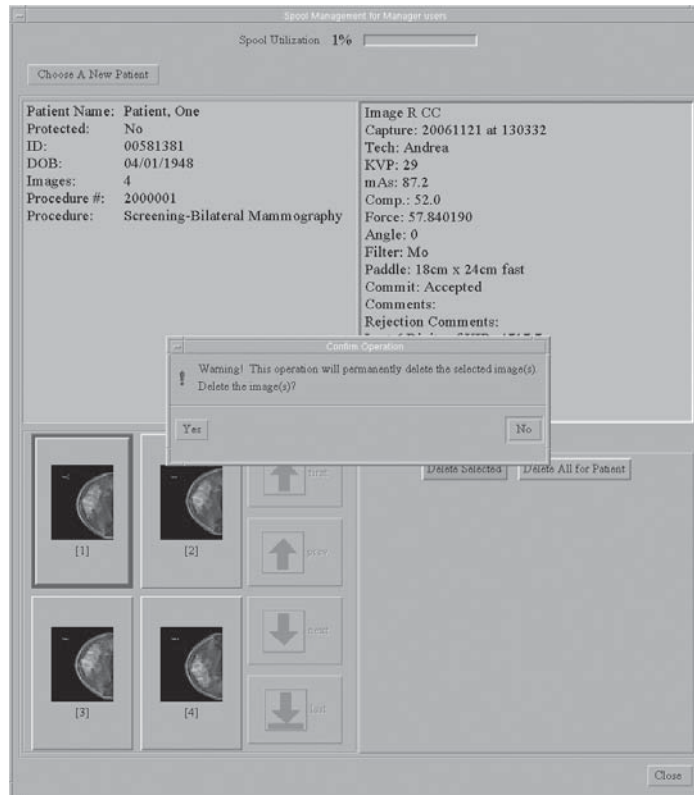 Spool Management for Manager users
Spool Utilization 1%
Choose A New Patient
Patient Name: Patient, One
Protected: No
ID: 00581381
DOB: 04/01/1948
Images: 4
Procedure #: 2000001
Procedure: Screening-Bilateral Mammography
Image R CC
Capture: 20061121 at 130332
Tech: Andrea
KVP: 29
mAs: 87.2
Comp.: 52.0
Force: 57.840190
Angle: 0
Filter: Mo
Paddle: 18cm x 24cm fast
Commit: Accepted
Comments:
Rejection Comments:
Confirm Operation
Warning! This operation will permanently delete the selected image(s).
Delete the image(s)?
Yes No
Delete Selected Delete All for Patient
[1] [2]
first
prev
[3] [4]
next
last
Close